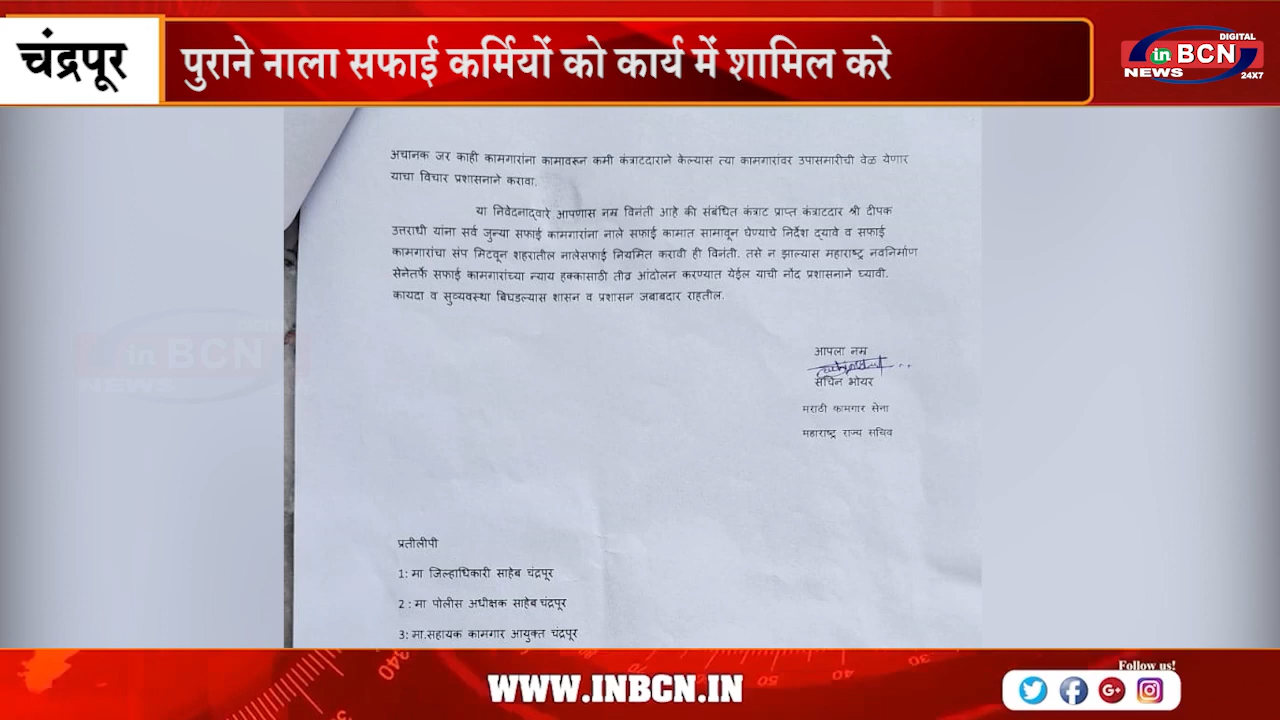 चंद्रपूर
पुराने नाला सफाई कर्मियों को कार्य में शामिल करे
DIGITAL
in BCN
NEWS
24X7
अचानक जर काही कामगारांना कामावरून कमी कंत्राटदाराने केल्यास त्या कामगारांवर उपासमारीची वेळ येणार
याचा विचार प्रशासनाने करावा.
या निवेदनाद्वारे आपणास नम्र विनंती आहे की संबंधित कंत्राट प्राप्त कंत्राटदार श्री दीपक
उत्तराधी यांना सर्व जुन्या सफाई कामगारांना नाले सफाई कामात सामावून घेण्याचे निर्देश द्यावे व सफाई
कामगारांचा संप मिटवून शहरातील नालेसफाई नियमित करावी ही विनंती. तसे न झाल्यास महाराष्ट्र नवनिर्माण
सेनेतर्फे सफाई कामगारांच्या न्याय हक्कासाठी तीव्र आंदोलन करण्यात येईल याची नोंद प्रशासनाने घ्यावी.
कायदा व सुव्यवस्था बिघडल्यास शासन व प्रशासन जबाबदार राहतील.
in BCN
NEWS
आपला नम्र
सचिन भोयर
मराठी कामगार सेना
महाराष्ट्र राज्य सचिव
प्रतीलीपी
1: मा जिल्हाधिकारी साहेब चंद्रपूर
2 : मा पोलीस अधीक्षक साहेब चंद्रपूर
3: मा.सहायक कामगार आयुक्त चंद्रपूर
WWW.INBCN.IN
Follow us!